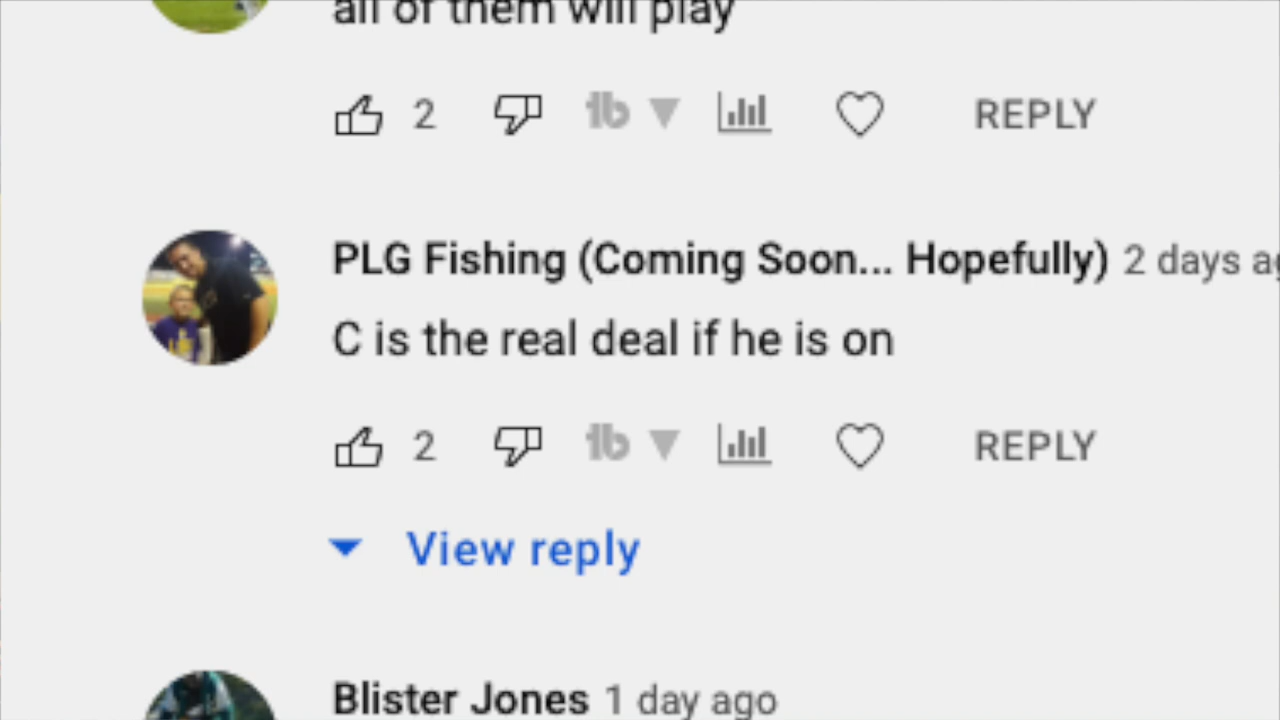 all of them will play
2 REPLY
PLG Fishing (Coming Soon... Hopefully) 2 days
C is the real deal if he is on
2 REPLY
View reply
Blister Jones 1 day ago